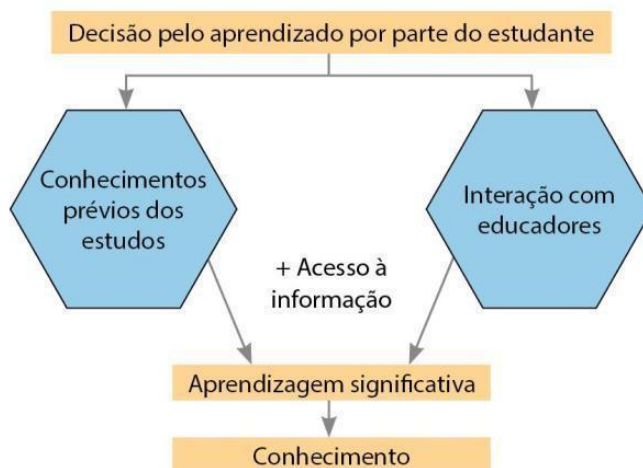 Decisão pelo aprendizado por parte do estudante
Conhecimentos
prévios dos
estudos
Interação com
educadores
+ Acesso à
informação
Aprendizagem significativa
Conhecimento